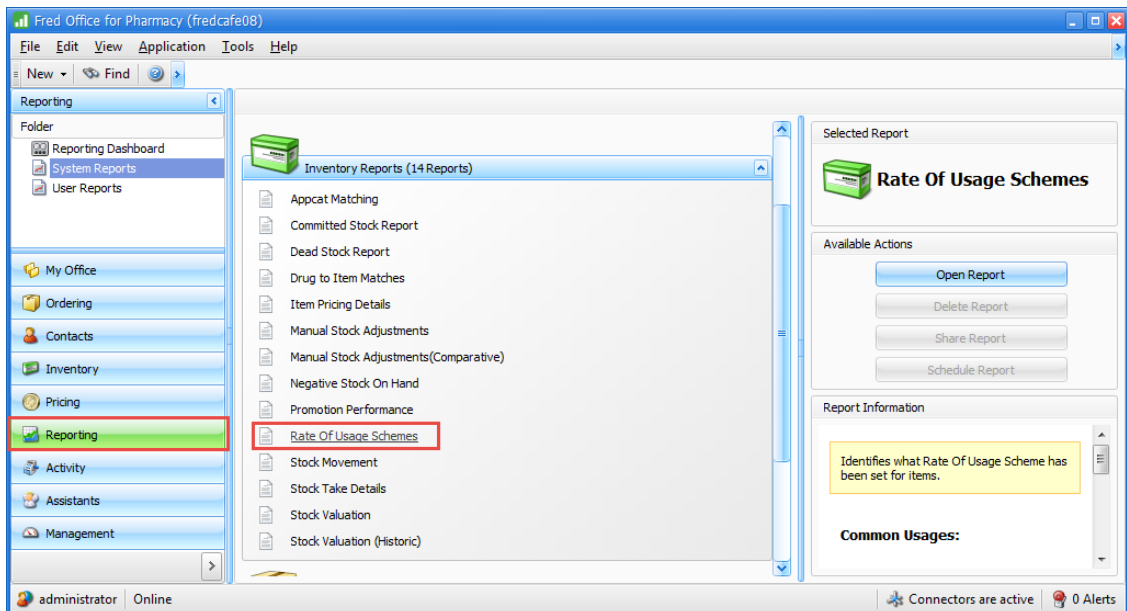 Fred Office for Pharmacy (fredcafe08)
File Edit View Application Tools Help
New Find
Reporting
Folder
Reporting Dashboard
System Reports
User Reports
My Office
Ordering
Contacts
Inventory
Pricing
Reporting
Activity
Assistants
Management
Inventory Reports (14 Reports)
Appcat Matching
Committed Stock Report
Dead Stock Report
Drug to Item Matches
Item Pricing Details
Manual Stock Adjustments
Manual Stock Adjustments(Comparative)
Negative Stock On Hand
Promotion Performance
Rate Of Usage Schemes
Stock Movement
Stock Take Details
Stock Valuation
Stock Valuation (Historic)
Selected Report
Rate Of Usage Schemes
Available Actions
Open Report
Delete Report
Share Report
Schedule Report
Report Information
Identifies what Rate Of Usage Scheme has
been set for items.
Common Usages:
administrator Online
Connectors are active 0 Alerts